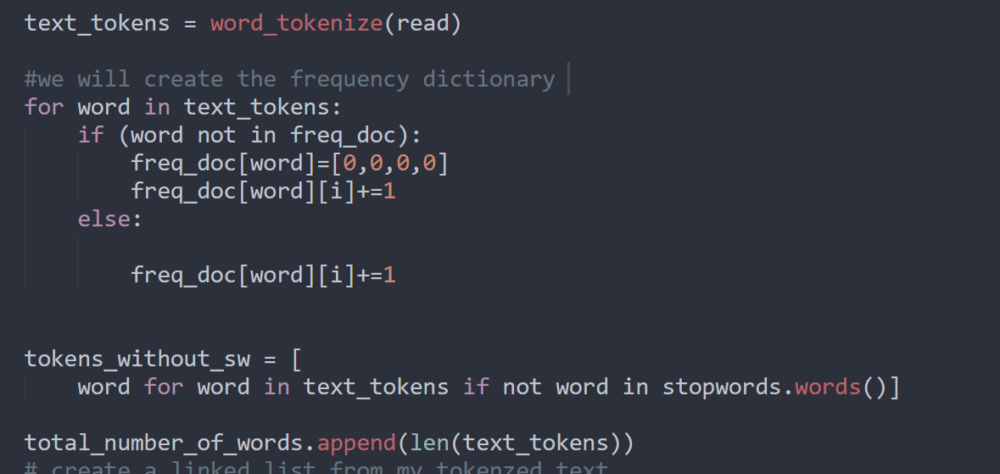 text_tokens = word_tokenize(read)
#we will create the frequency dictionary
for word in text_tokens:
    if (word not in freq_doc):
        freq_doc[word]=[0,0,0,0]
        freq_doc[word][i]+=1
    else:
        freq_doc[word][i]+=1
tokens_without_sw = [
    word for word in text_tokens if not word in stopwords.words()]
total_number_of_words.append(len(text_tokens))
# create a linked list from my tokenzed text